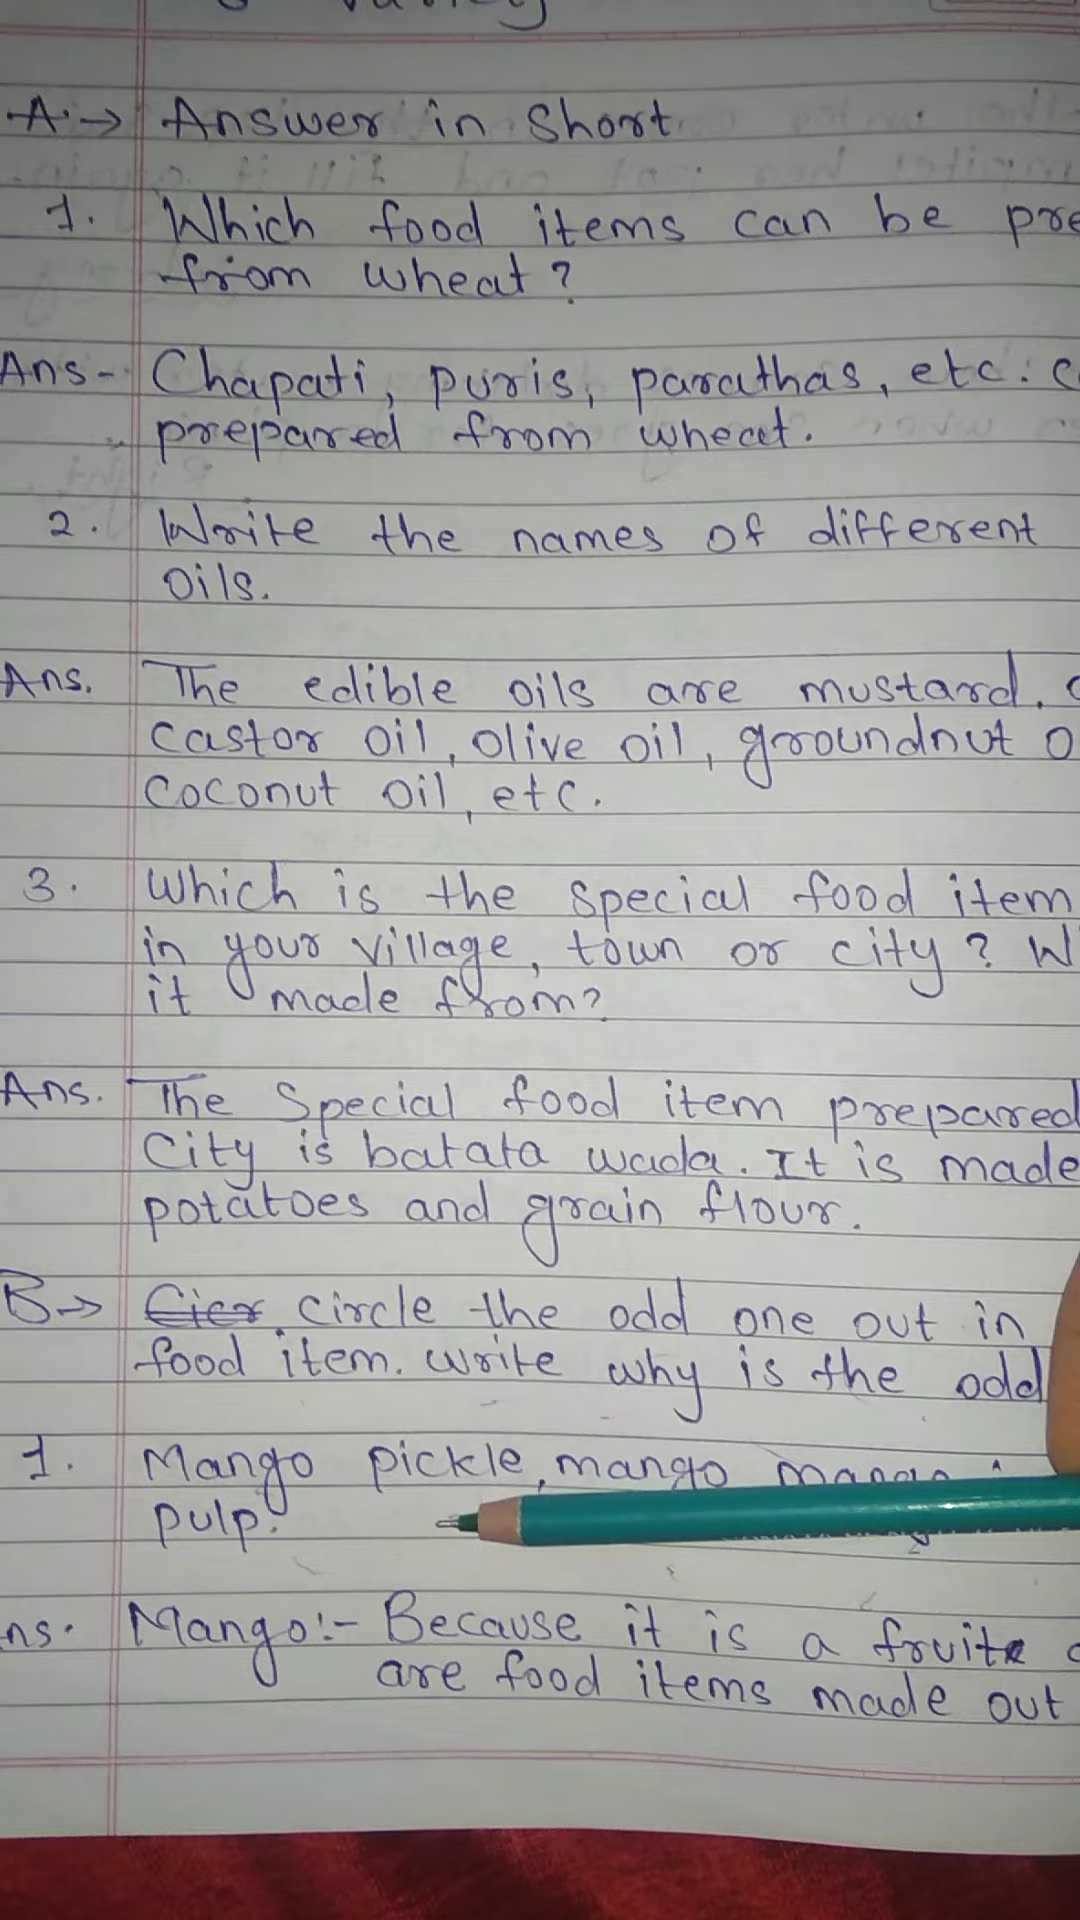 A.→ Answer in short
1. Which food items can be pre
from wheat?
Ans- Chapati, puris, parathas, etc. c
prepared from wheat.
2. Write the names of different
oils.
Ans. The edible oils are mustard. o
castor oil, olive oil, groundnut o
coconut oil, etc.
3. Which is the special food item
in your village, town or city? W
it made from?
Ans. The special food item prepared
City is batata wada. It is made
potatoes and grain flour.
B→ Cier circle the odd one out in
food item. write why is the odd
1. Mango pickle, mango mango
pulp.
ns. Mango:- Because it is a fruit
are food items made out